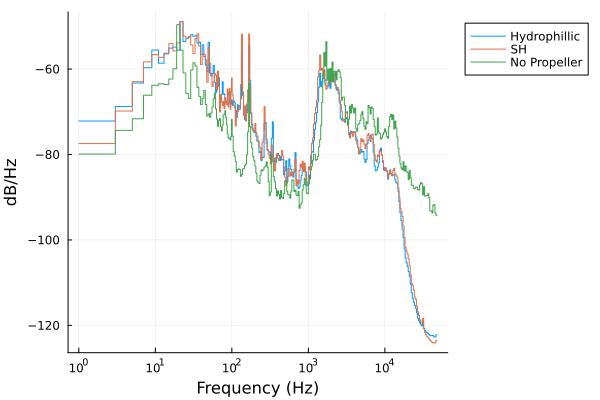 Hydrophillic
SH
No Propeller
dB/Hz
−60
−80
−100
−120
10⁰ 10¹ 10² 10³ 10⁴
Frequency (Hz)